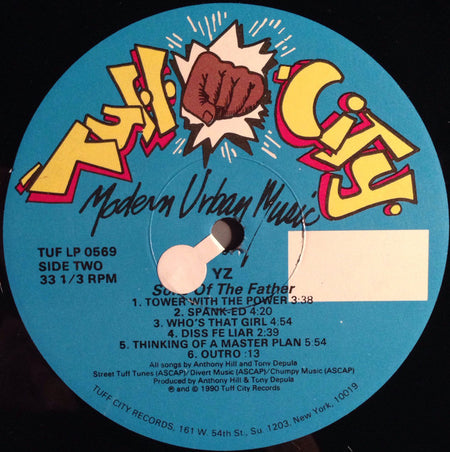 Tuff City
Modern Urban Music
TUF LP 0569
SIDE TWO
33 1/3 RPM
YZ
Of The Father
1. TOWER WITH THE POWER 3:38
2. SPANK-ED 4:20
3. WHO'S THAT GIRL 4:54
4. DISS FE LIAR 2:39
5. THINKING OF A MASTER PLAN 5:54
6. OUTRO :13
All songs by Anthony Hill and Tony Depula
Street Tuff Tunes (ASCAP)/Divert Music (ASCAP)/Chumpy Music (ASCAP)
Produced by Anthony Hill & Tony Depula
℗ and © 1990 Tuff City Records
TUFF CITY RECORDS, 161 W. 54th St., Su. 1203, New York, 10019